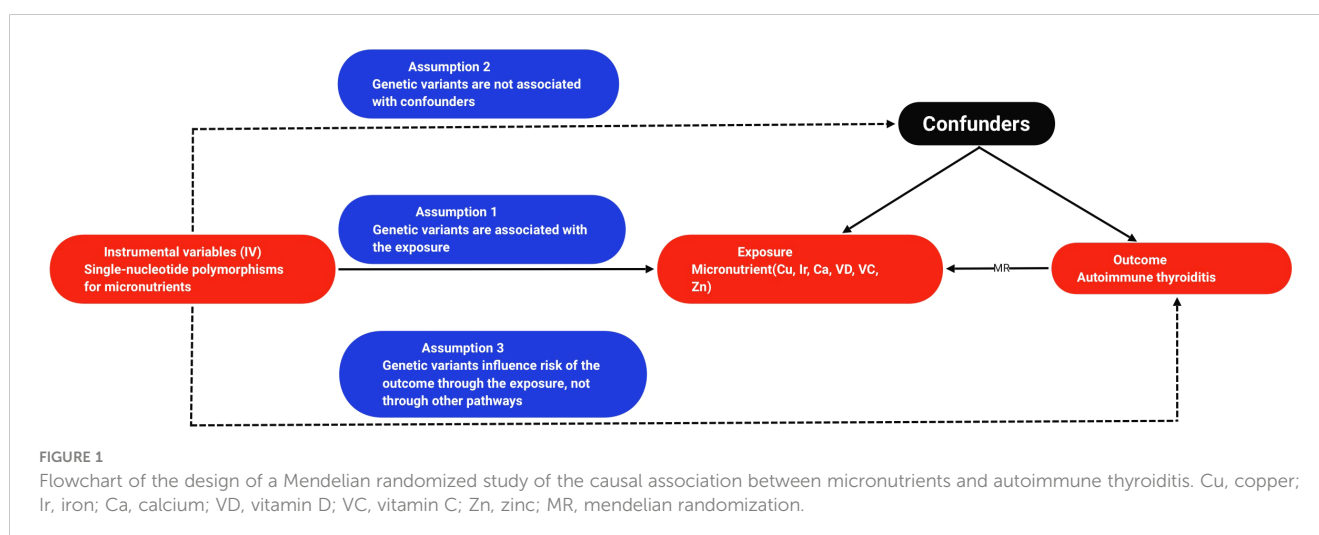 Assumption 2
Genetic variants are not associated
with confounders
Confunders
Assumption 1
Genetic variants are associated with
the exposure
Instrumental variables (IV)
Single-nucleotide polymorphisms
for micronutrients
Exposure
Micronutrient(Cu, Ir, Ca, VD, VC,
Zn)
MR
Outcome
Autoimmune thyroiditis
Assumption 3
Genetic variants influence risk of the
outcome through the exposure, not
through other pathways
FIGURE 1
Flowchart of the design of a Mendelian randomized study of the causal association between micronutrients and autoimmune thyroiditis. Cu, copper;
Ir, iron; Ca, calcium; VD, vitamin D; VC, vitamin C; Zn, zinc; MR, mendelian randomization.